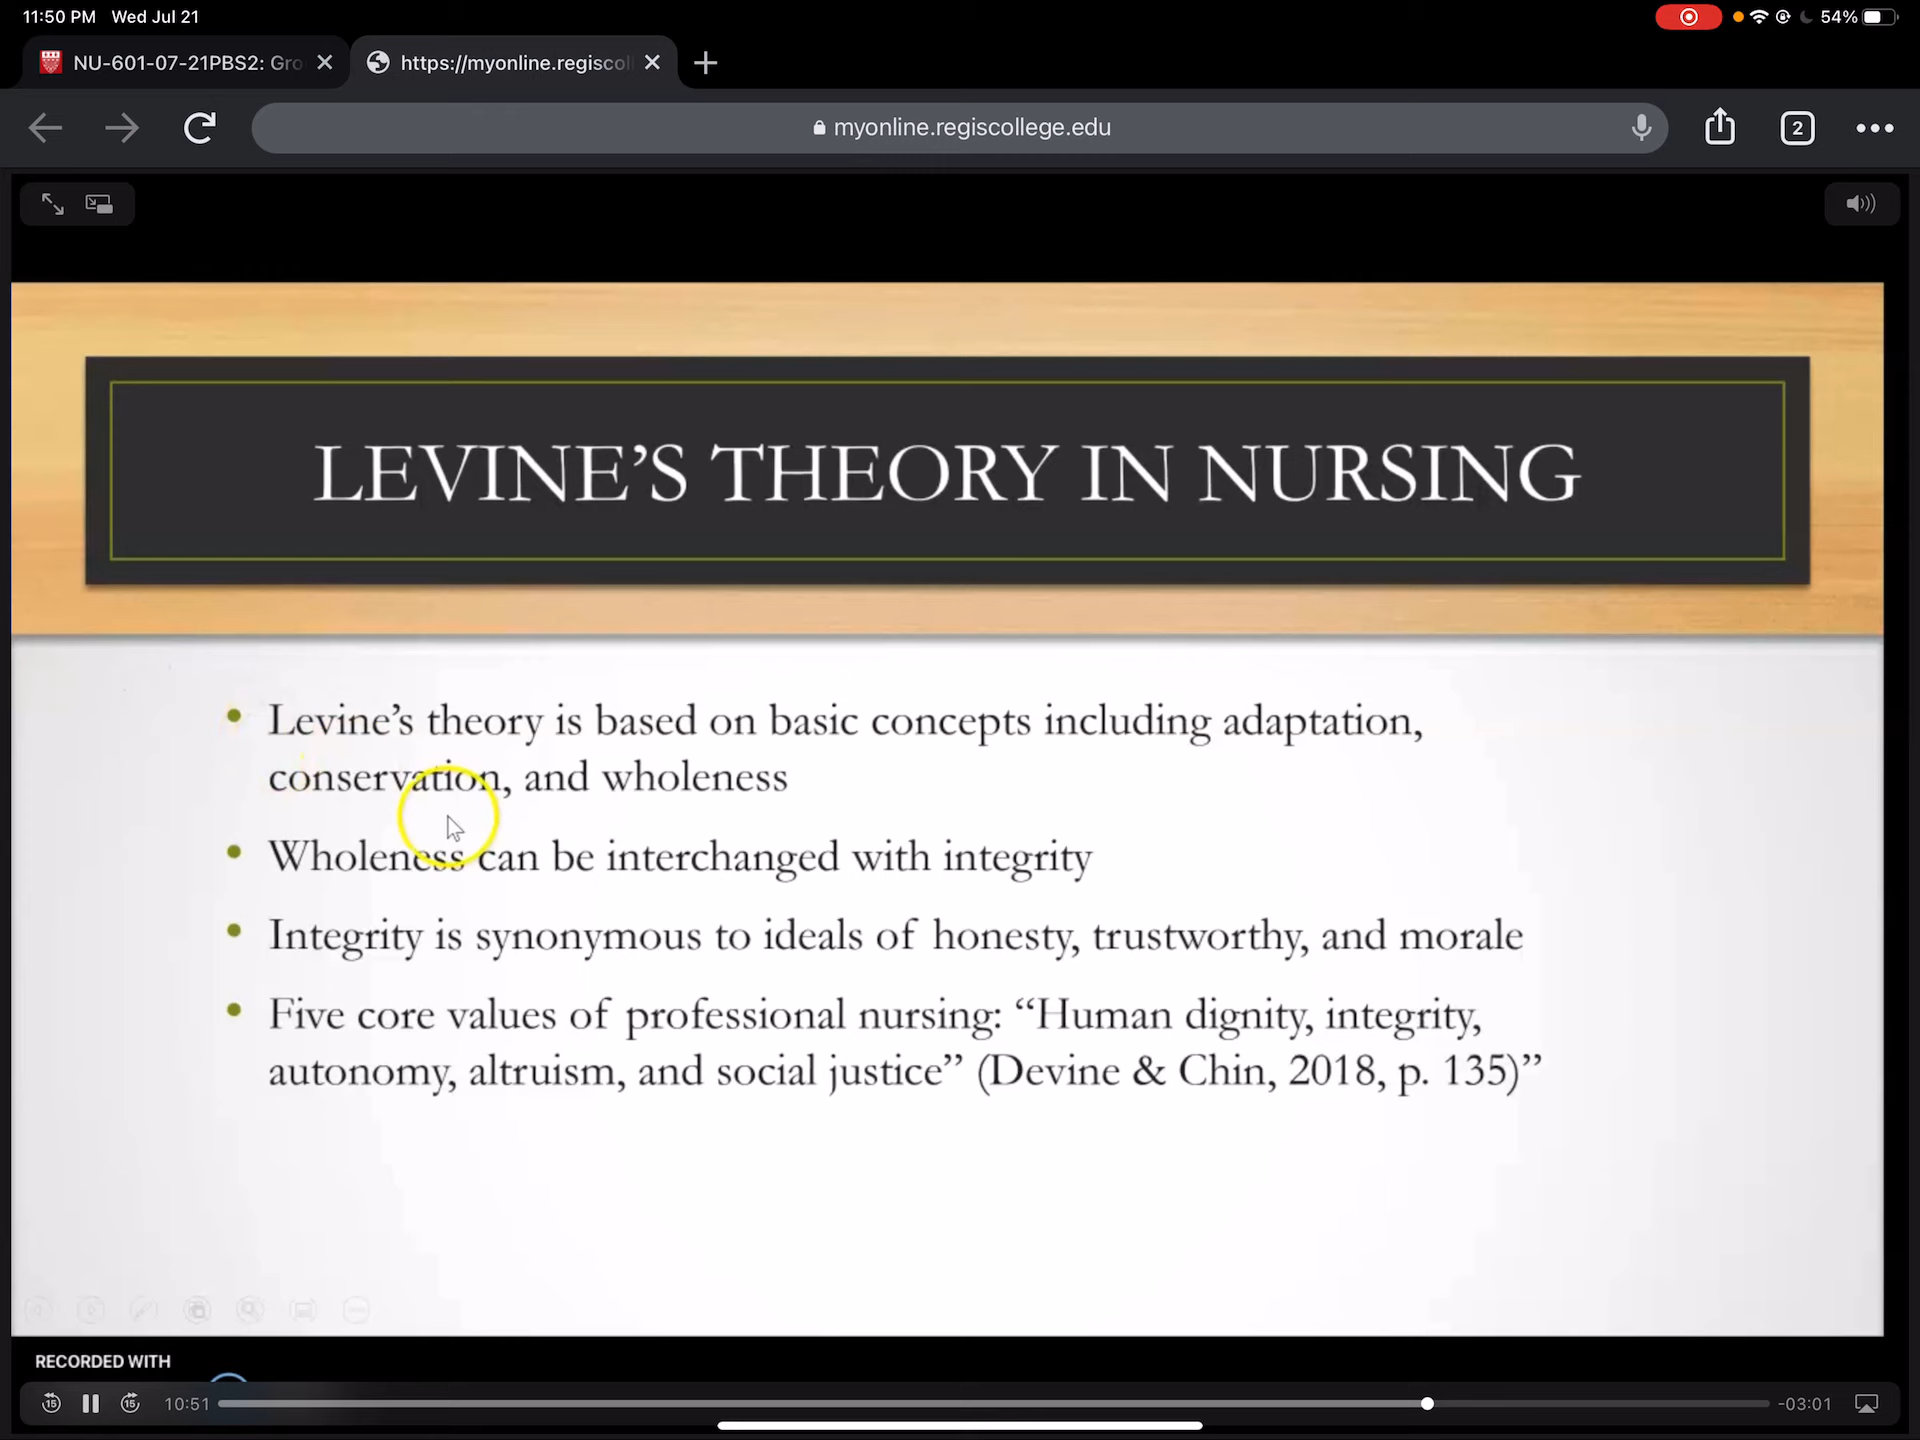 11:50 PM Wed Jul 21
54%
NU-601-07-21PBS2: Gro
https://myonline.regiscol
myonline.regiscollege.edu
2
LEVINE’S THEORY IN NURSING
• Levine’s theory is based on basic concepts including adaptation,
conservation, and wholeness
• Wholeness can be interchanged with integrity
• Integrity is synonymous to ideals of honesty, trustworthy, and morale
• Five core values of professional nursing: “Human dignity, integrity,
autonomy, altruism, and social justice” (Devine & Chin, 2018, p. 135)”
RECORDED WITH
15
15
10:51
-03:01